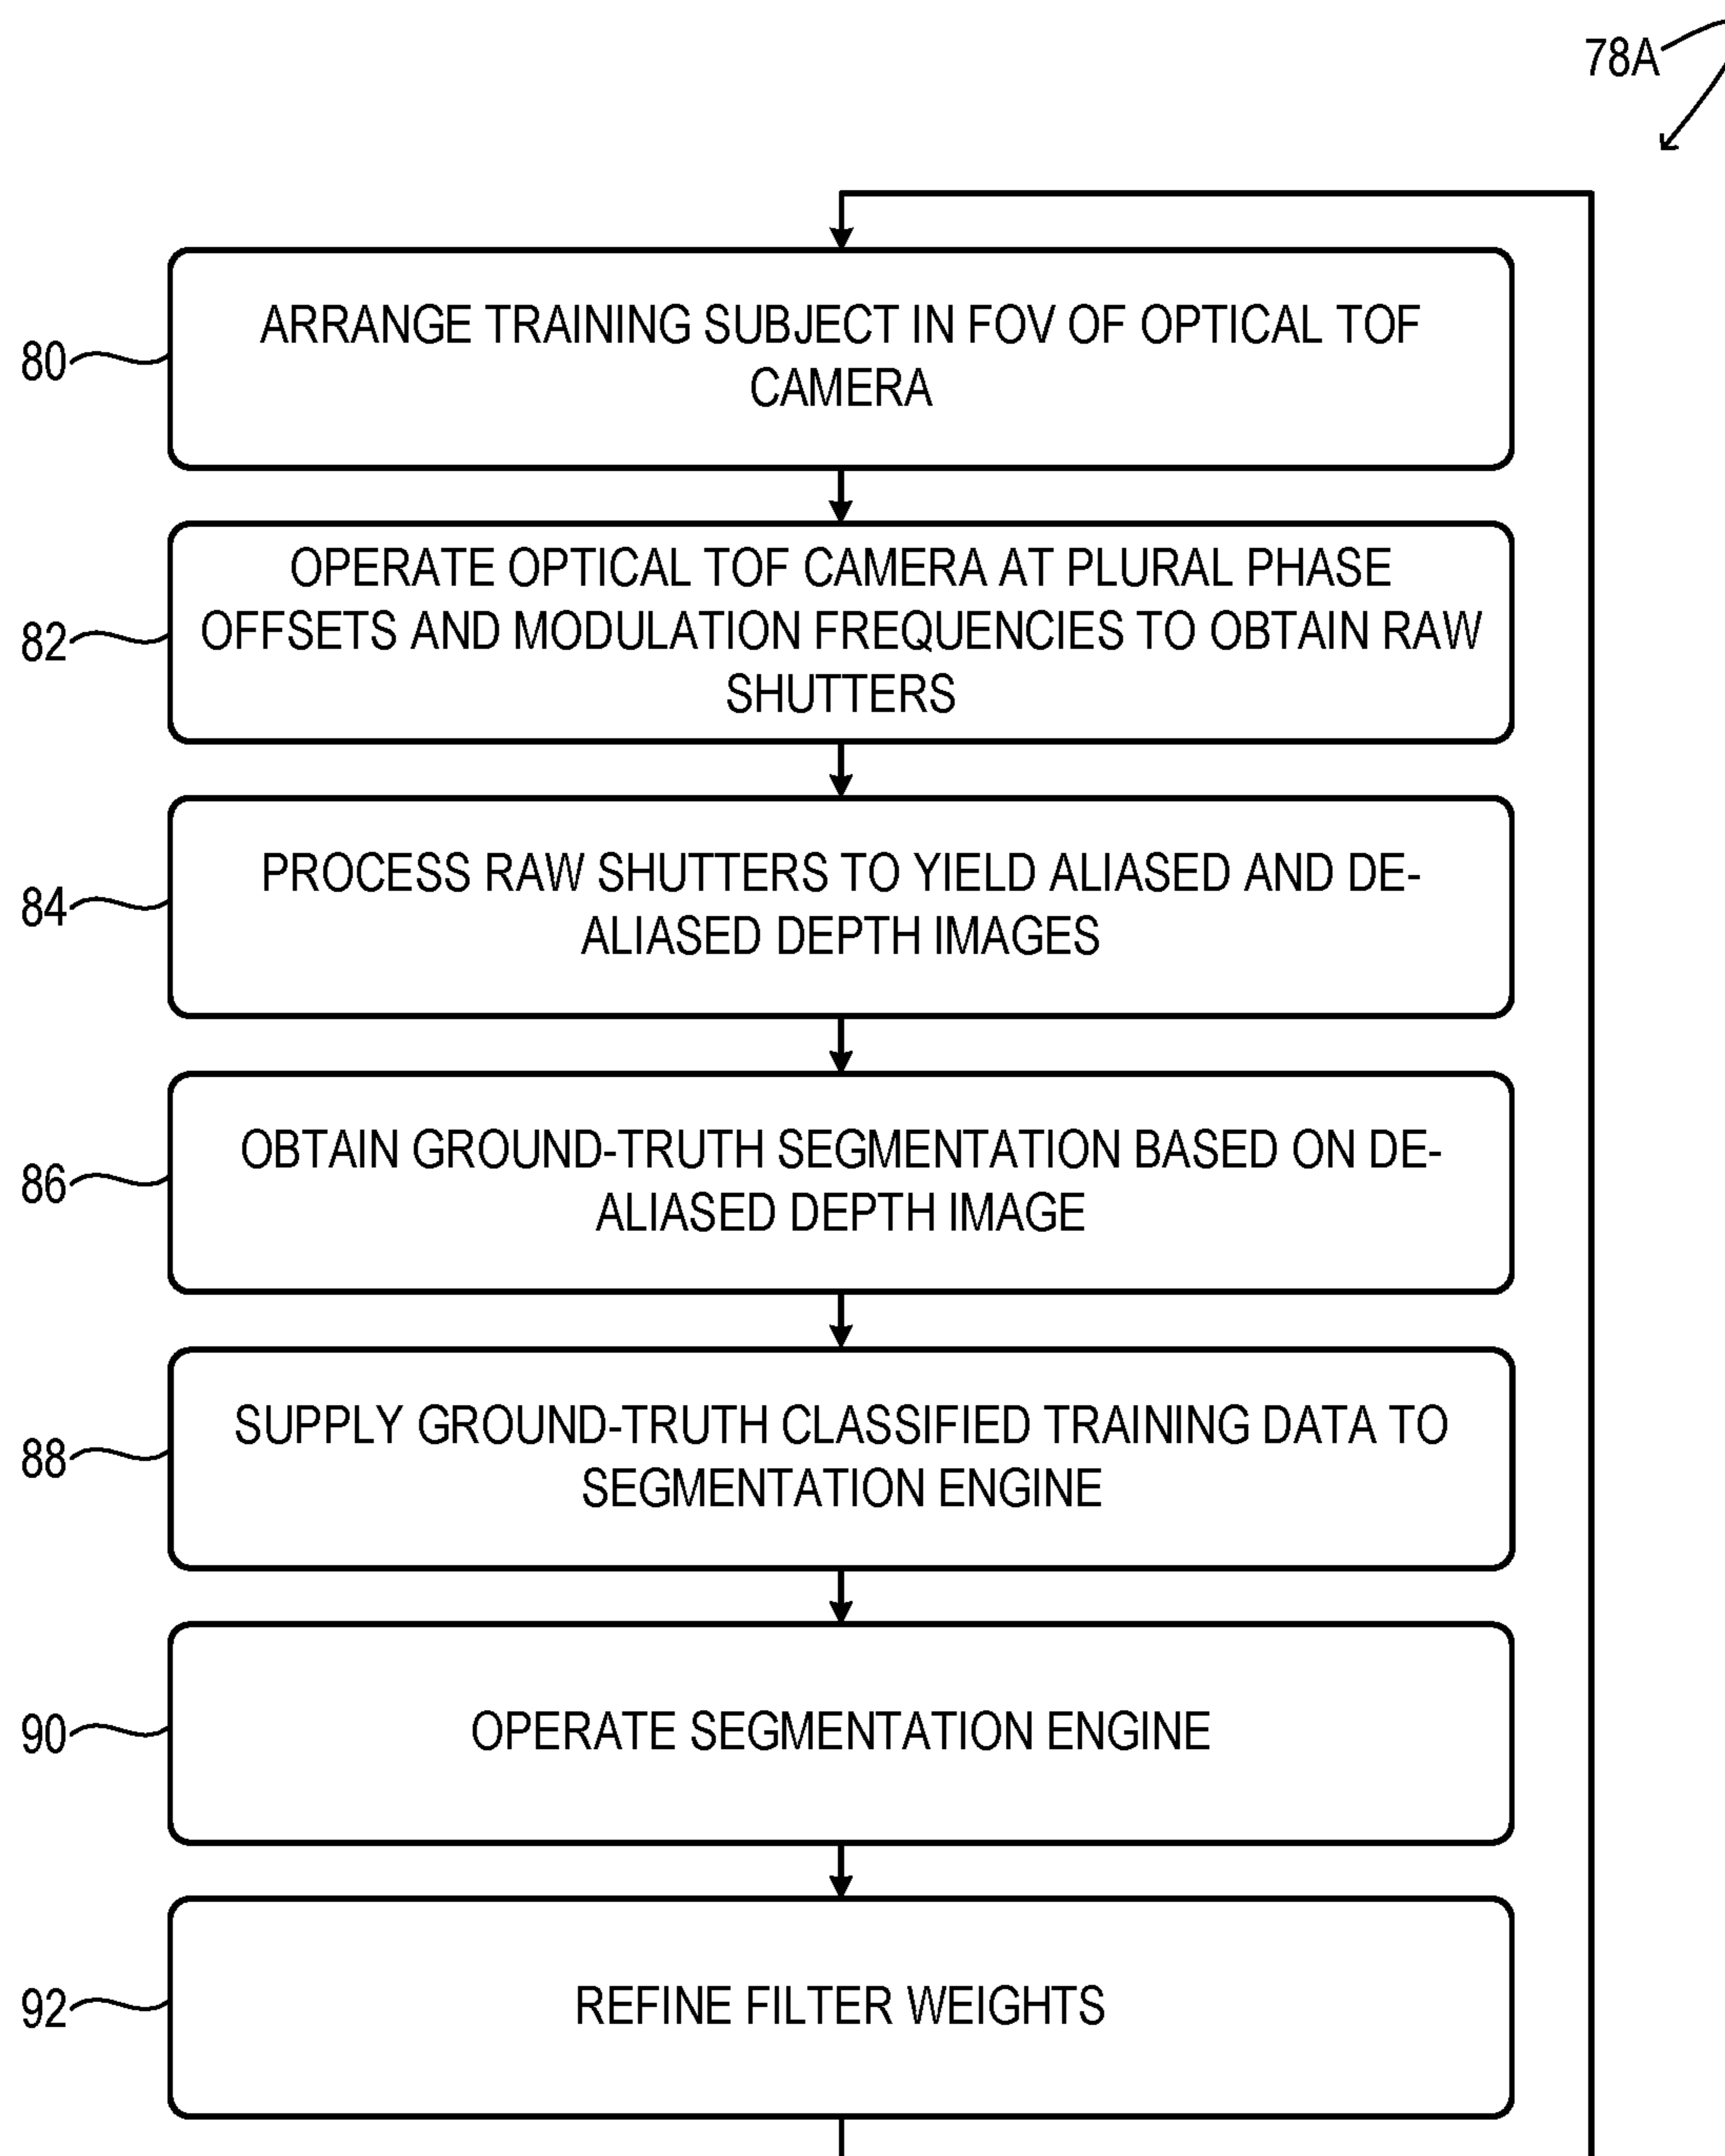 78A
80
ARRANGE TRAINING SUBJECT IN FOV OF OPTICAL TOF
CAMERA
82
OPERATE OPTICAL TOF CAMERA AT PLURAL PHASE
OFFSETS AND MODULATION FREQUENCIES TO OBTAIN RAW
SHUTTERS
84
PROCESS RAW SHUTTERS TO YIELD ALIASED AND DE-
ALIASED DEPTH IMAGES
86
OBTAIN GROUND-TRUTH SEGMENTATION BASED ON DE-
ALIASED DEPTH IMAGE
88
SUPPLY GROUND-TRUTH CLASSIFIED TRAINING DATA TO
SEGMENTATION ENGINE
90
OPERATE SEGMENTATION ENGINE
92
REFINE FILTER WEIGHTS